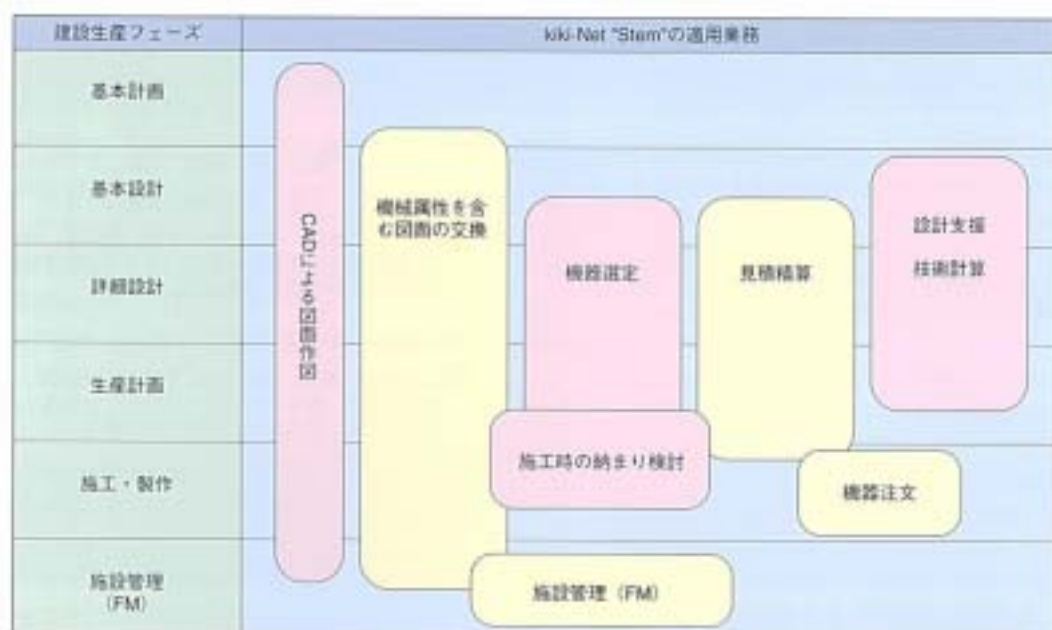 建設生産フェーズ
kiki-Net "Stem"の適用業務
基本計画
基本設計
詳細設計
生産計画
施工・製作
施設管理
(FM)
CADによる図面作図
機械属性を含
む図面の交換
機器選定
見積積算
設計支援
技術計算
施工時の納まり検討
機器注文
施設管理（FM）